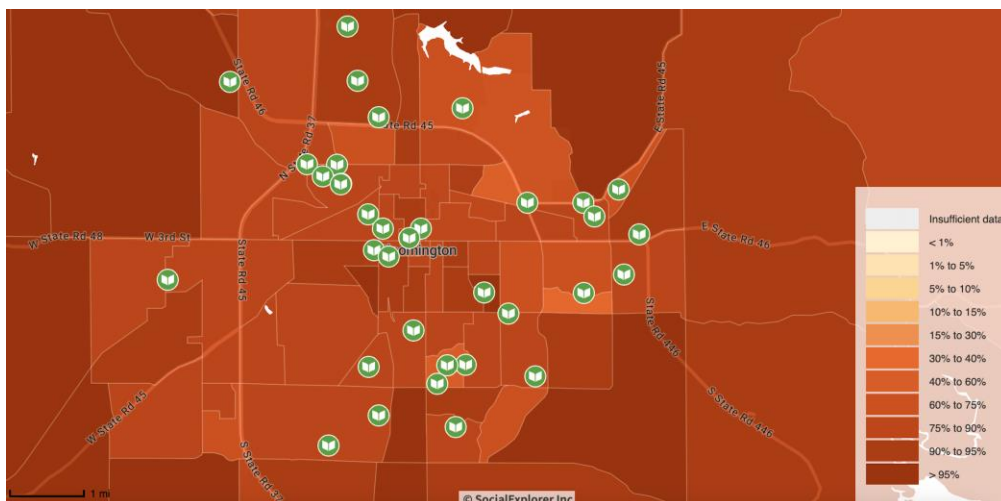 State Rd 46
N State Rd 37
ate Rd 45
E State Rd 45
W State Rd 48
W 3rd St
State Rd 45
omington
E State Rd 46
State Rd 446
S State Rd 446
W State Rd 45
S State Rd 37
1 mi
© SocialExplorer Inc
Insufficient data
< 1%
1% to 5%
5% to 10%
10% to 15%
15% to 30%
30% to 40%
40% to 60%
60% to 75%
75% to 90%
90% to 95%
> 95%